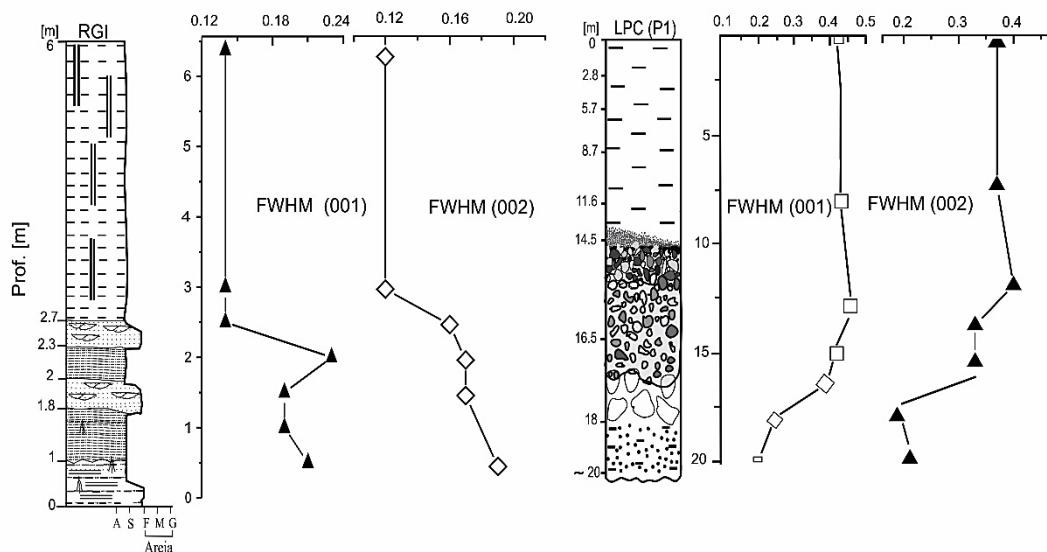 0.12 0.16 0.20 0.24
0.12 0.16 0.20
0.1 0.2 0.3 0.4 0.5
0.2 0.3 0.4
[m] RGI
[m] LPC (P1)
Prof. [m]
6
2.7
2.3
2
1.8
1
0
A S F M G
Areia
6
5
4
3
2
1
0
FWHM (001)
FWHM (002)
0
2.8
5.7
8.7
11.6
14.5
16.5
18
~ 20
5
10
15
20
FWHM (001)
FWHM (002)